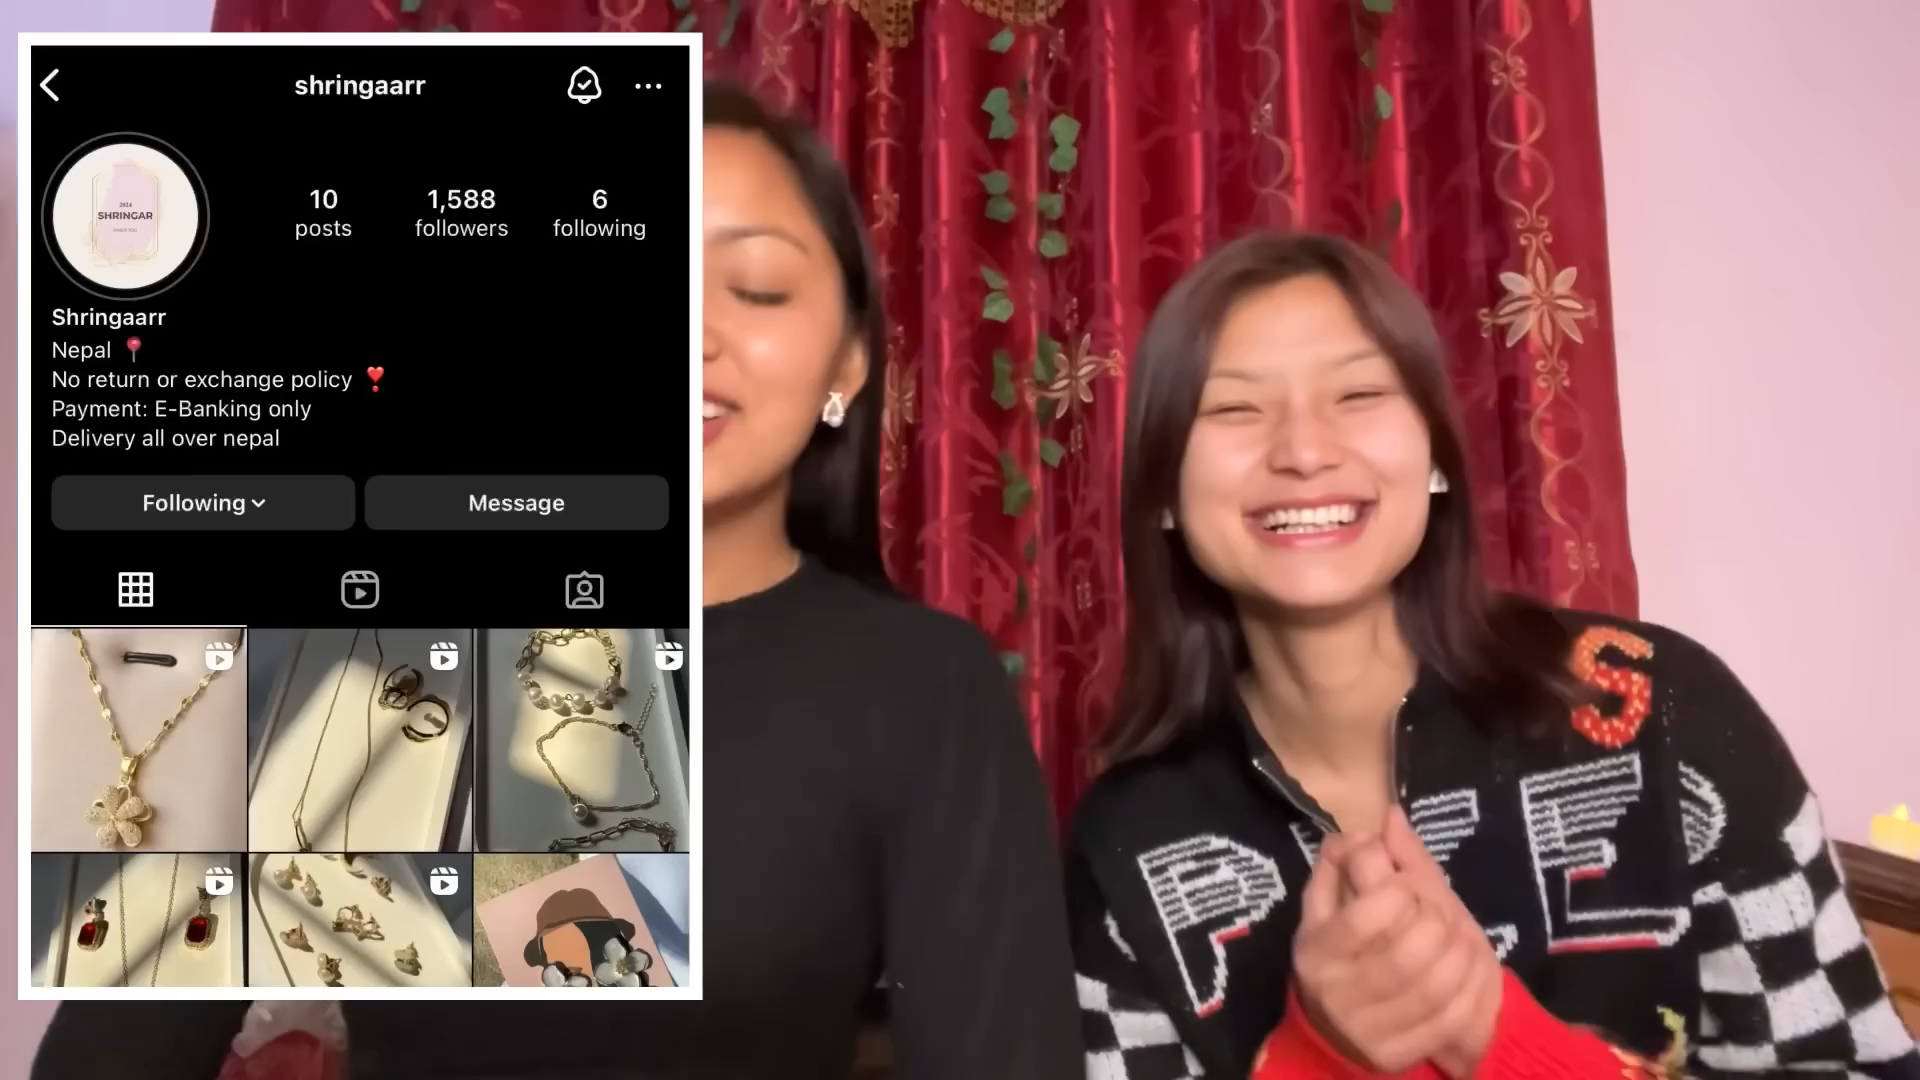 shringaarr
2024
SHRINGAR
10
posts
1,588
followers
6
following
Shringaarr
Nepal 📍
No return or exchange policy ❣️
Payment: E-Banking only
Delivery all over nepal
Following
Message
S